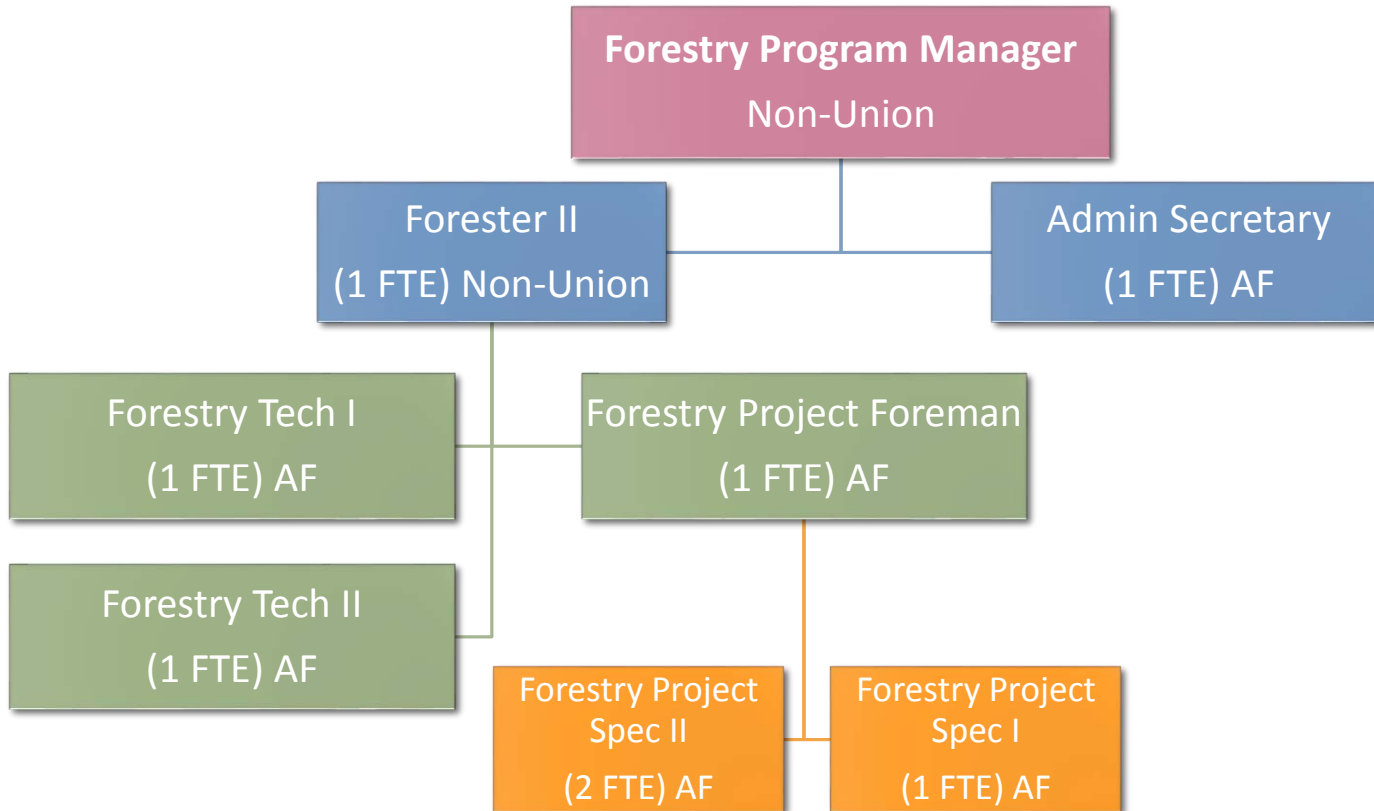 Forestry Program Manager
Non-Union
Forester II
(1 FTE) Non-Union
Admin Secretary
(1 FTE) AF
Forestry Tech I
(1 FTE) AF
Forestry Project Foreman
(1 FTE) AF
Forestry Tech II
(1 FTE) AF
Forestry Project
Spec II
(2 FTE) AF
Forestry Project
Spec I
(1 FTE) AF